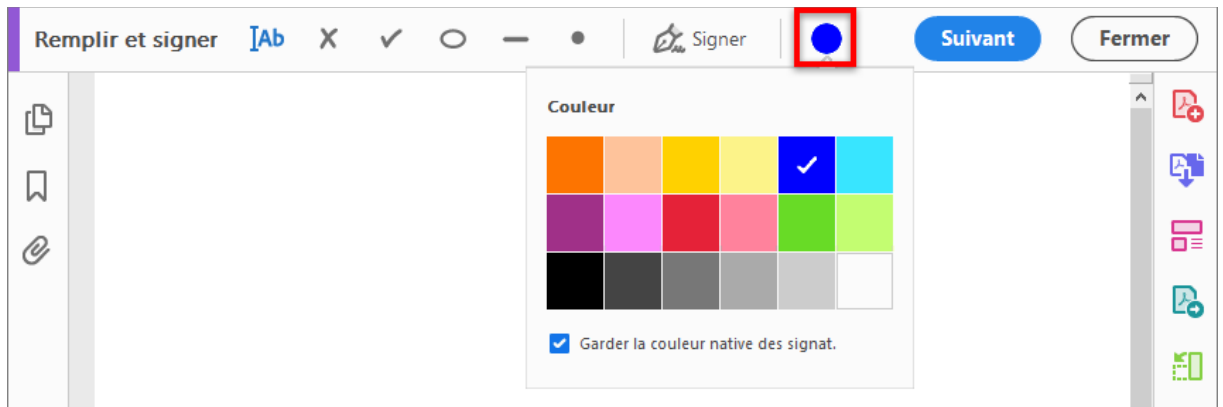 Remplir et signer Ab Signer Suivant Fermer
Couleur
Garder la couleur native des signat.